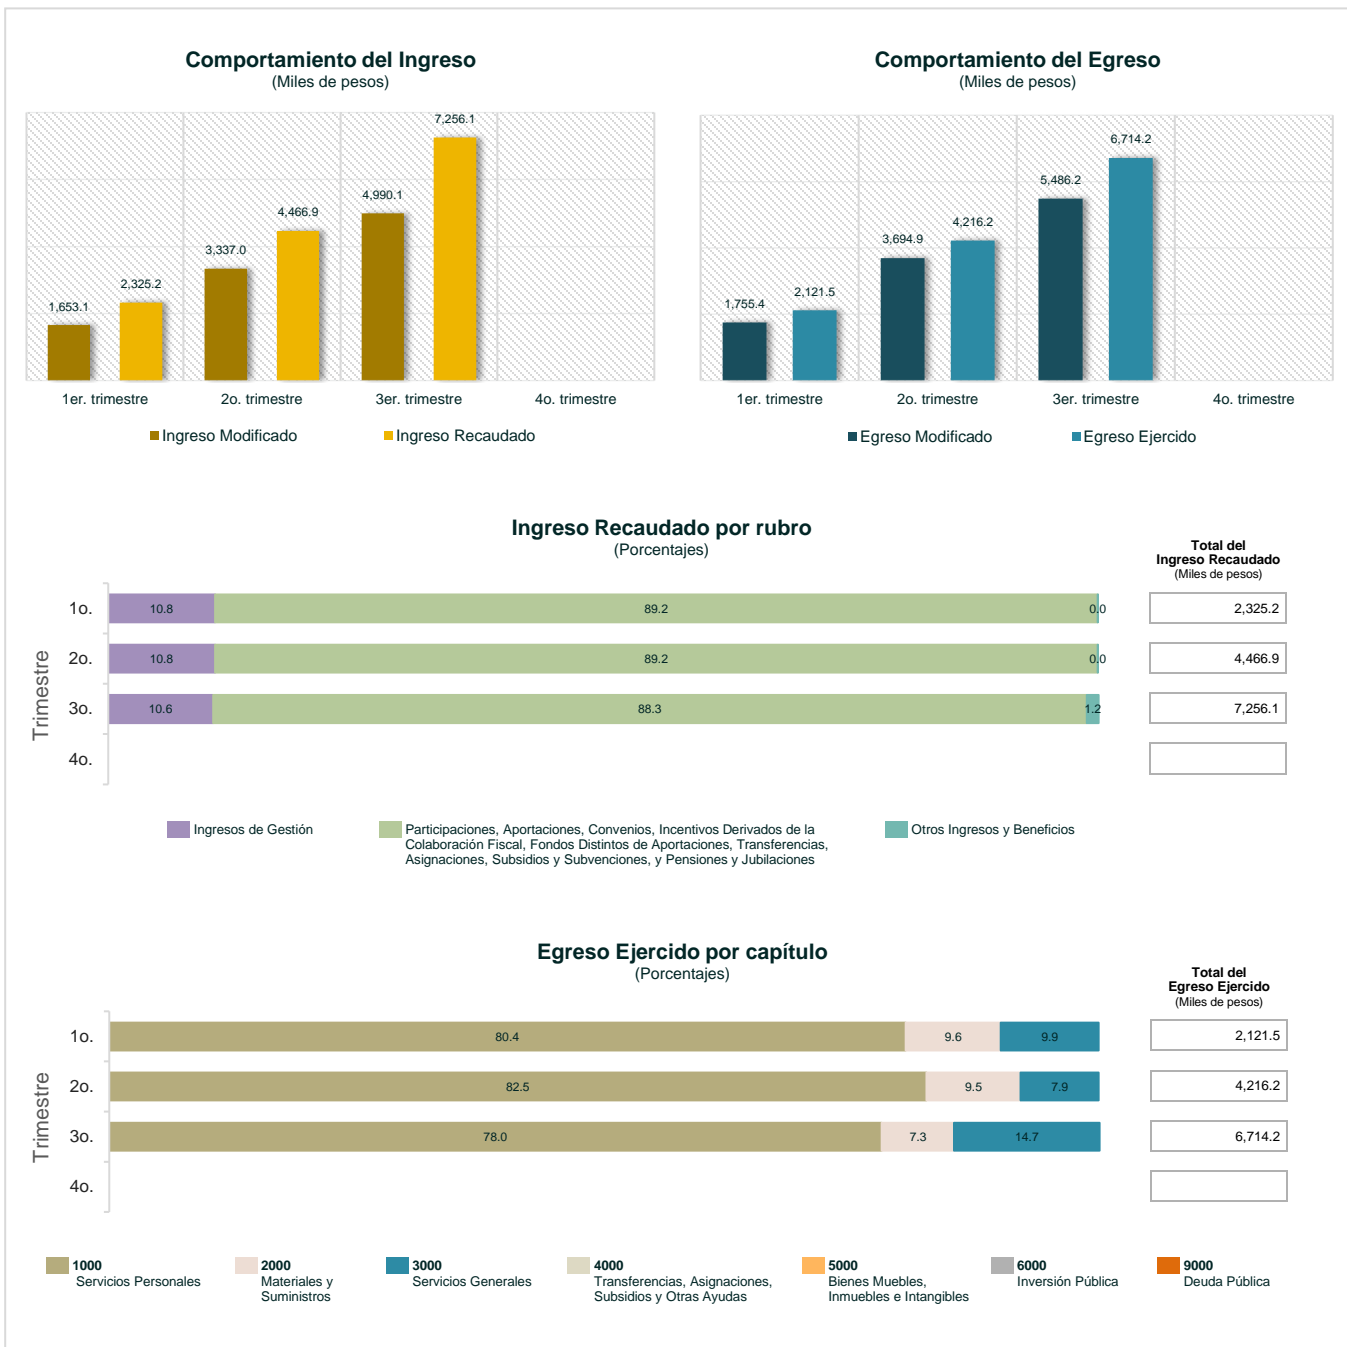 Comportamiento del Ingreso
(Miles de pesos)
7,256.1
4,990.1
4,466.9
3,337.0
2,325.2
1,653.1
1er. trimestre 2o. trimestre 3er. trimestre 4o. trimestre
Ingreso Modificado Ingreso Recaudado
Comportamiento del Egreso
(Miles de pesos)
6,714.2
5,486.2
4,216.2
3,694.9
2,121.5
1,755.4
1er. trimestre 2o. trimestre 3er. trimestre 4o. trimestre
Egreso Modificado Egreso Ejercido
Ingreso Recaudado por rubro
(Porcentajes)
Total del
Ingreso Recaudado
(Miles de pesos)
Trimestre
1o. 10.8 89.2 0.0 2,325.2
2o. 10.8 89.2 0.0 4,466.9
3o. 10.6 88.3 1.2 7,256.1
4o.
Ingresos de Gestión
Participaciones, Aportaciones, Convenios, Incentivos Derivados de la
Colaboración Fiscal, Fondos Distintos de Aportaciones, Transferencias,
Asignaciones, Subsidios y Subvenciones, y Pensiones y Jubilaciones
Otros Ingresos y Beneficios
Egreso Ejercido por capítulo
(Porcentajes)
Total del
Egreso Ejercido
(Miles de pesos)
Trimestre
1o. 80.4 9.6 9.9 2,121.5
2o. 82.5 9.5 7.9 4,216.2
3o. 78.0 7.3 14.7 6,714.2
4o.
1000
Servicios Personales
2000
Materiales y
Suministros
3000
Servicios Generales
4000
Transferencias, Asignaciones,
Subsidios y Otras Ayudas
5000
Bienes Muebles,
Inmuebles e Intangibles
6000
Inversión Pública
9000
Deuda Pública